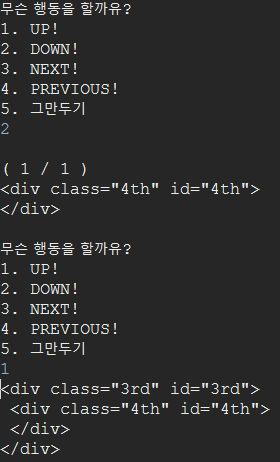 무슨 행동을 할까유?
1. UP!
2. DOWN!
3. NEXT!
4. PREVIOUS!
5. 그만두기
2
( 1 / 1 )
<div class="4th" id="4th">
</div>
무슨 행동을 할까유?
1. UP!
2. DOWN!
3. NEXT!
4. PREVIOUS!
5. 그만두기
1
<div class="3rd" id="3rd">
 <div class="4th" id="4th">
 </div>
</div>